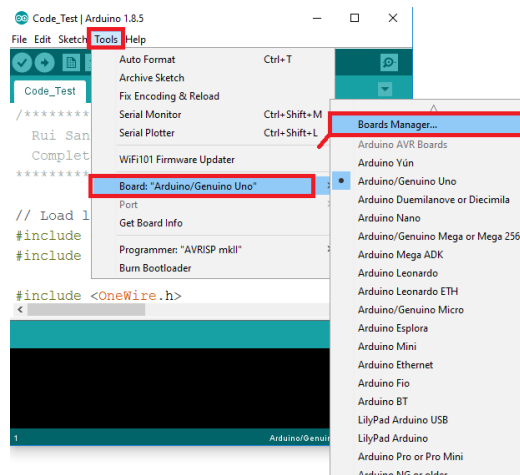 Code_Test | Arduino 1.8.5
File Edit Sketch Tools Help
Code_Test
/********
Rui San
Complet
*********
// Load l
#include
#include
#include <OneWire.h>
Auto Format Ctrl+T
Archive Sketch
Fix Encoding & Reload
Serial Monitor Ctrl+Shift+M
Serial Plotter Ctrl+Shift+L
WiFi101 Firmware Updater
Board: "Arduino/Genuino Uno"
Port
Get Board Info
Programmer: "AVRISP mkII"
Burn Bootloader
Boards Manager...
Arduino AVR Boards
Arduino Yún
Arduino/Genuino Uno
Arduino Duemilanove or Diecimila
Arduino Nano
Arduino/Genuino Mega or Mega 256
Arduino Mega ADK
Arduino Leonardo
Arduino Leonardo ETH
Arduino/Genuino Micro
Arduino Esplora
Arduino Mini
Arduino Ethernet
Arduino Fio
Arduino BT
LilyPad Arduino USB
LilyPad Arduino
Arduino Pro or Pro Mini
Arduino NG or older
1 Arduino/Genuin